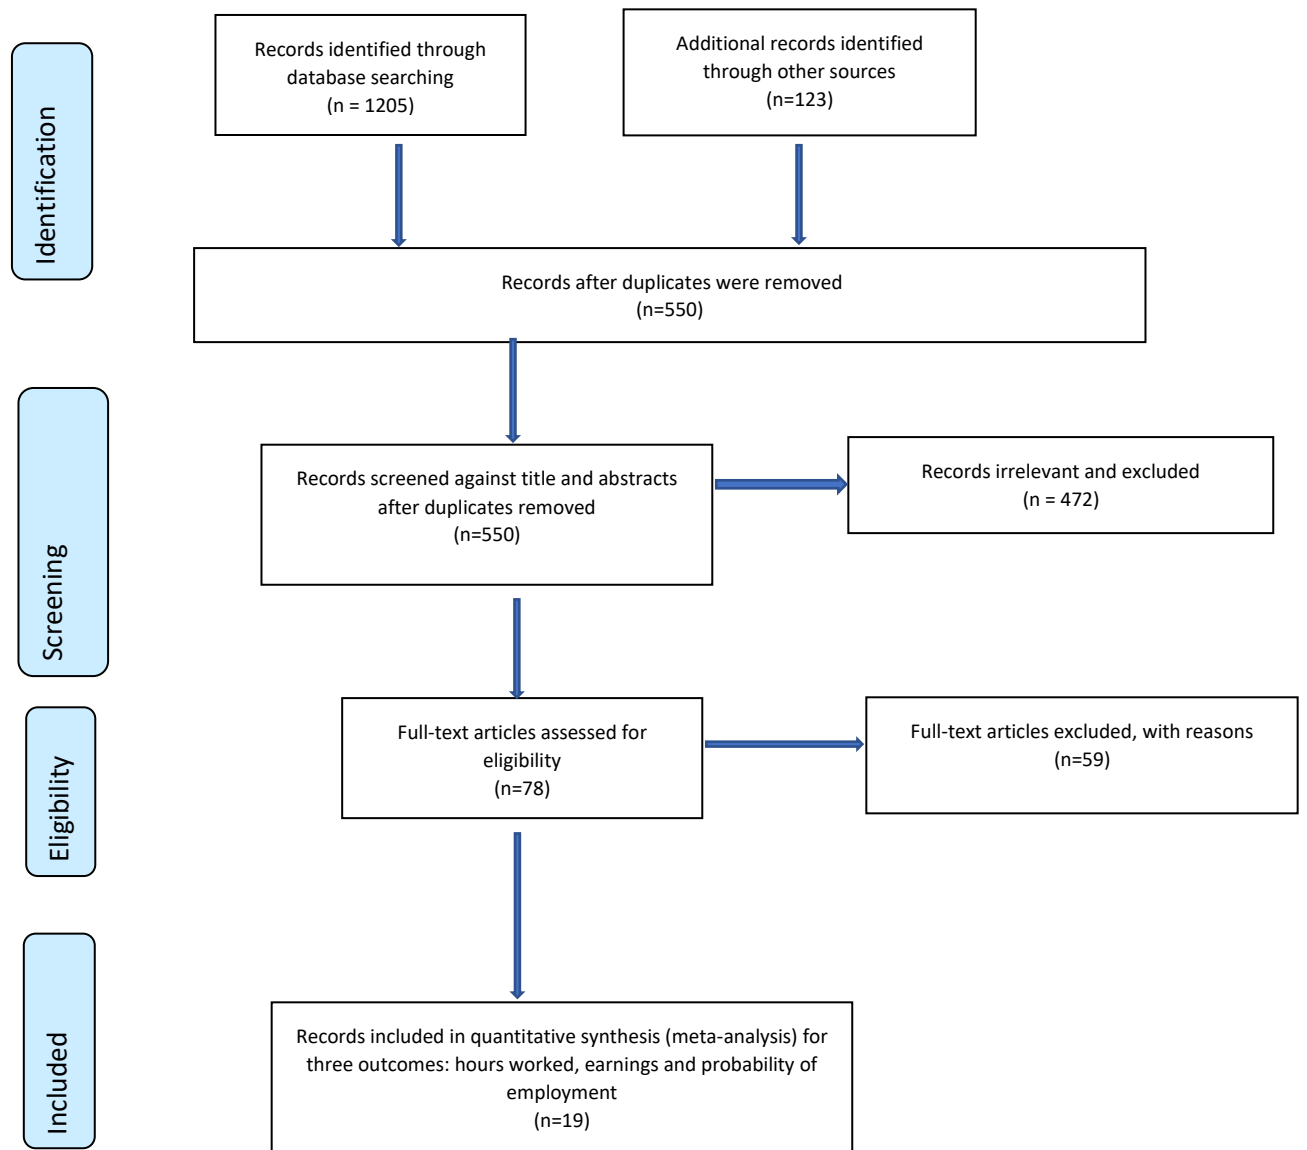 Identification
Records identified through
database searching
(n = 1205)
Additional records identified
through other sources
(n=123)
Records after duplicates were removed
(n=550)
Screening
Records screened against title and abstracts
after duplicates removed
(n=550)
Records irrelevant and excluded
(n = 472)
Eligibility
Full-text articles assessed for
eligibility
(n=78)
Full-text articles excluded, with reasons
(n=59)
Included
Records included in quantitative synthesis (meta-analysis) for
three outcomes: hours worked, earnings and probability of
employment
(n=19)